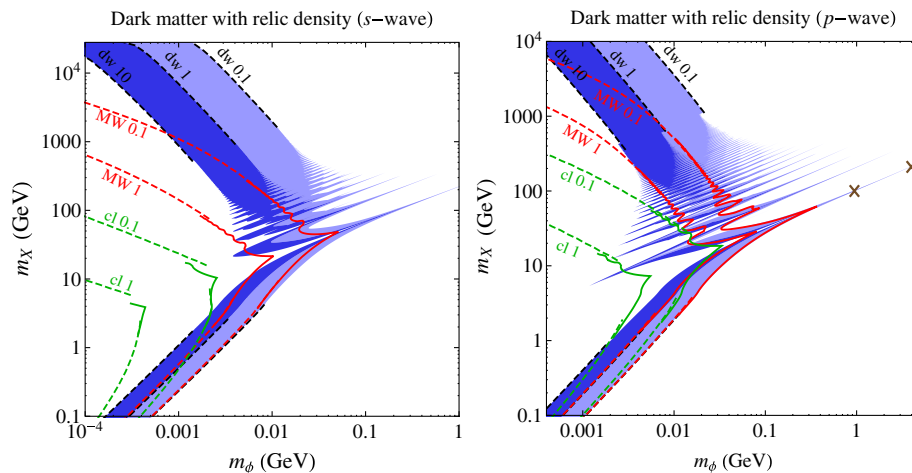 Dark matter with relic density (s−wave)
10⁴
1000
100
10
1
0.1
m_X (GeV)
dw 10
dw 1
dw 0.1
MW 0.1
MW 1
cl 0.1
cl 1
10⁻⁴
0.001
0.01
0.1
1
m_ϕ (GeV)
Dark matter with relic density (p−wave)
10⁴
1000
100
10
1
0.1
m_X (GeV)
dw 10
dw 1
dw 0.1
MW 0.1
MW 1
cl 0.1
cl 1
0.001
0.01
0.1
1
m_ϕ (GeV)